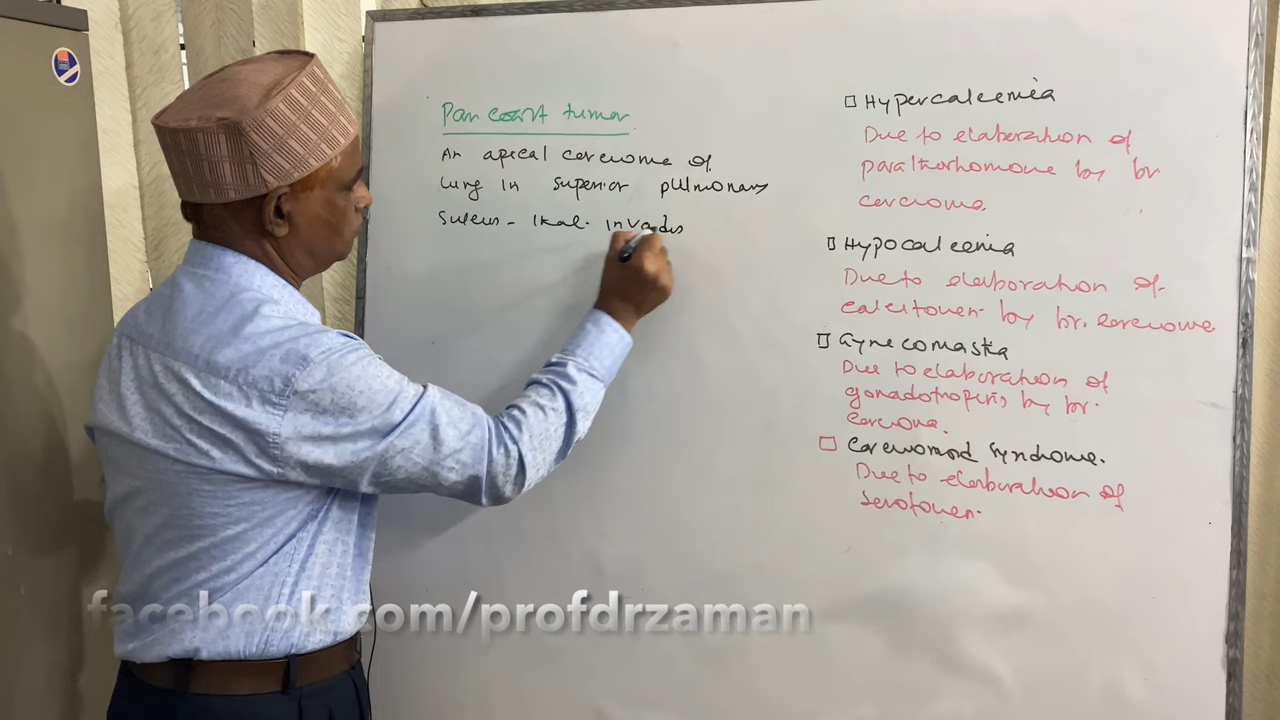 Pancoast tumor
An apical carcinoma of
lung in superior pulmonary
Sulcus - that invades
Hypercalcemia
Due to elaboration of
parathormone by br.
carcinoma.
Hypocalcemia
Due to elaboration of
calcitonin by br. carcinoma
Gynecomastia
Due to elaboration of
gonadotropins by br.
carcinoma.
Carcinoid syndrome.
Due to elaboration of
serotonin.
facebook.com/profdrzaman